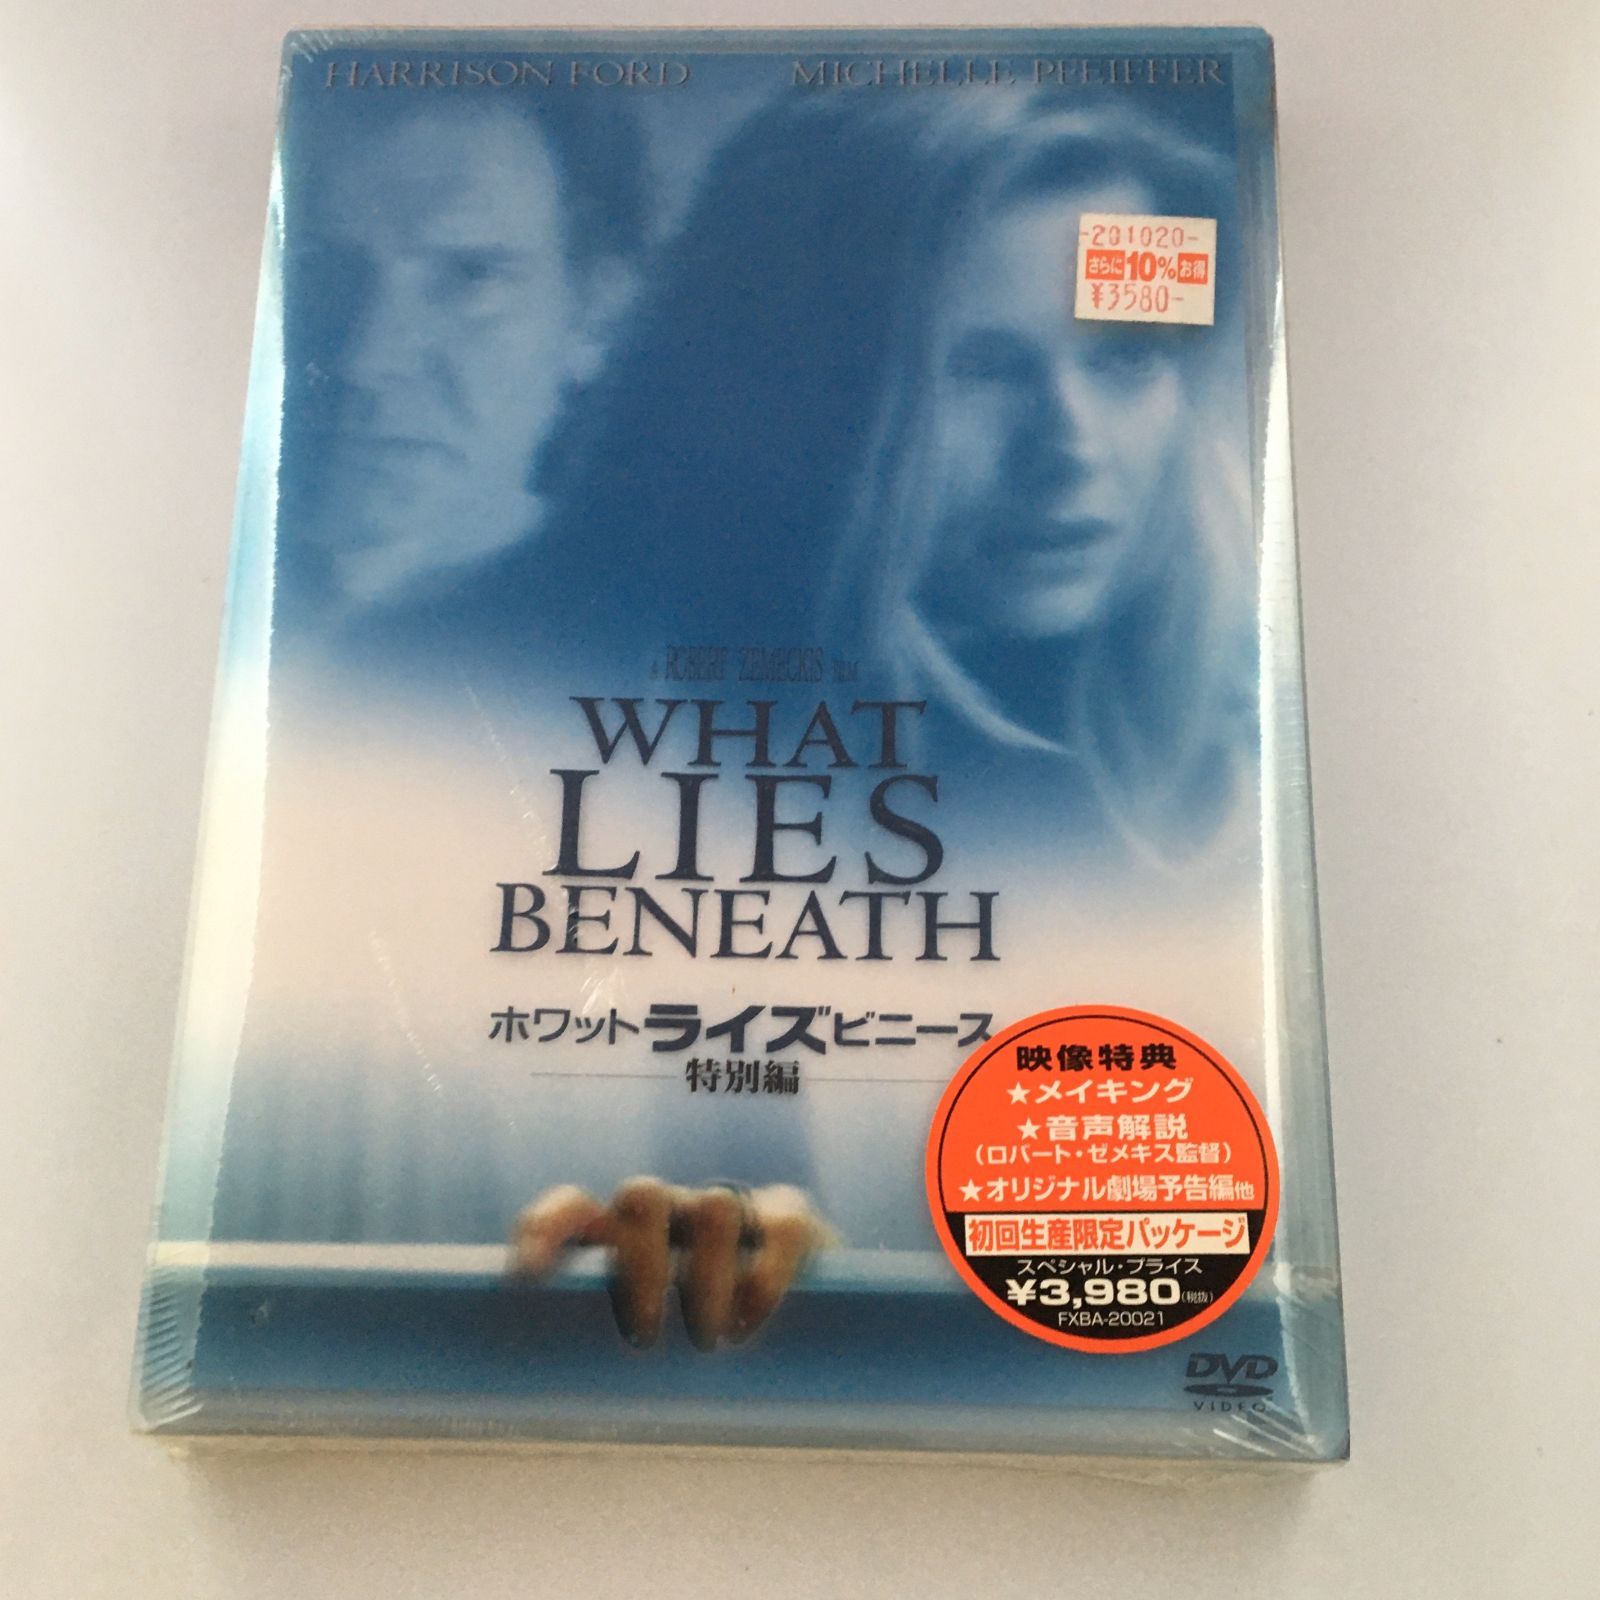 HARRISON FORD MICHELLE PFEIFFER
-201020-
さらに10%お得
¥3580-
A ROBERT ZEMECKIS FILM
WHAT
LIES
BENEATH
ホワットライズビニース
特別編
映像特典
★メイキング
★音声解説
(ロバート・ゼメキス監督)
★オリジナル劇場予告編他
初回生産限定パッケージ
スペシャル・プライス
¥3,980(税抜)
FXBA-20021
DVD
VIDEO